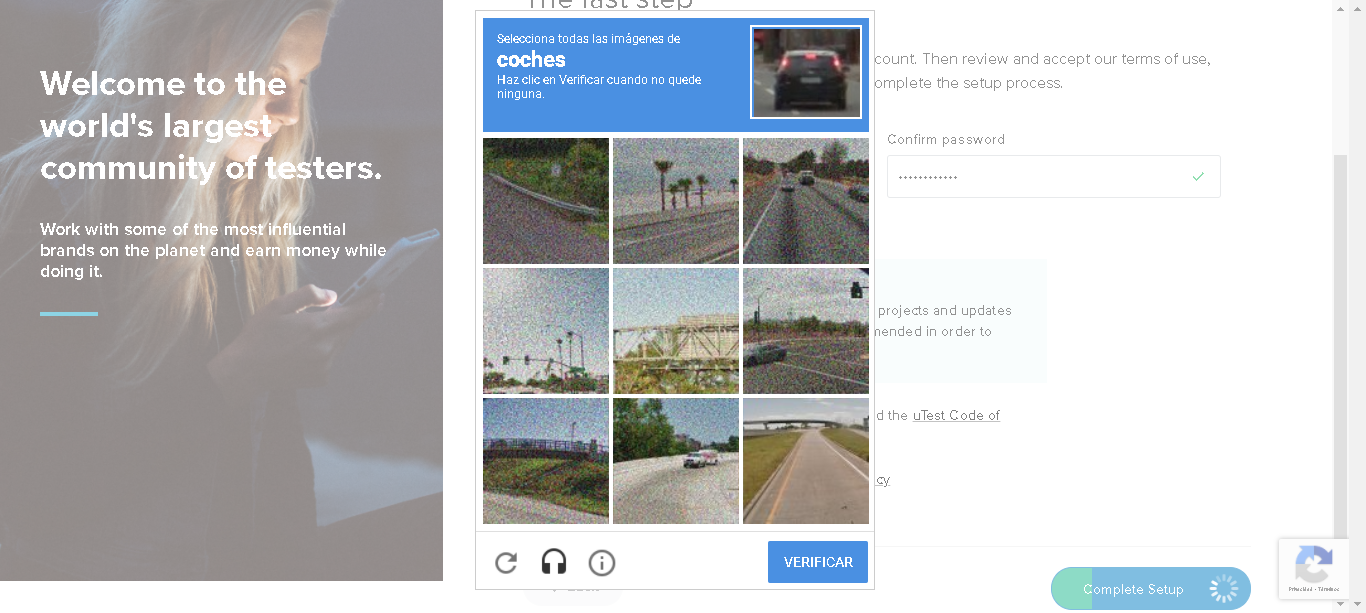 The last step
Welcome to the
world's largest
community of testers.
Work with some of the most influential
brands on the planet and earn money while
doing it.
Selecciona todas las imágenes de
coches
Haz clic en Verificar cuando no quede
ninguna.
VERIFICAR
count. Then review and accept our terms of use,
omplete the setup process.
Confirm password
projects and updates
mended in order to
d the uTest Code of
cy
Complete Setup
Privacidad - Términos